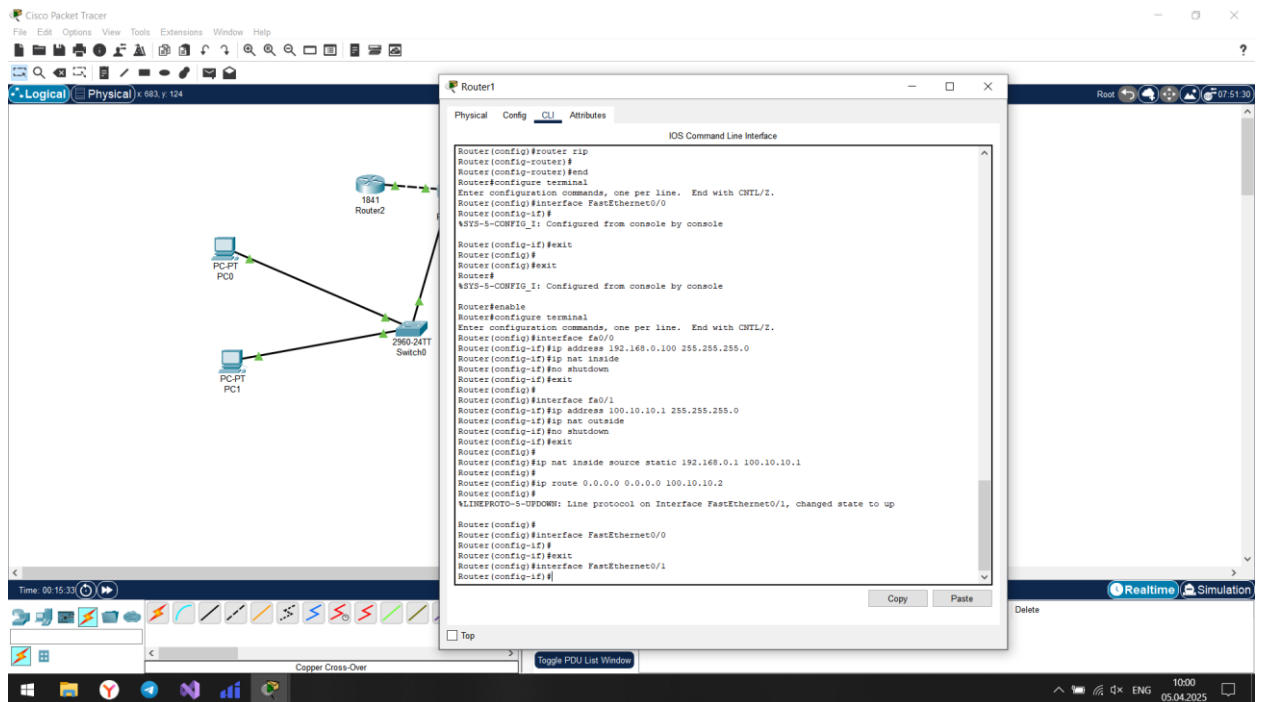 Cisco Packet Tracer
File Edit Options View Tools Extensions Window Help
?
Logical Physical x: 683, y: 124
Root 07:51:30
1841
Router2
PC-PT
PC0
2960-24TT
Switch0
PC-PT
PC1
Router1
Physical Config CLI Attributes
IOS Command Line Interface
Router(config)#router rip
Router(config-router)#
Router(config-router)#end
Router#configure terminal
Enter configuration commands, one per line. End with CNTL/Z.
Router(config)#interface FastEthernet0/0
Router(config-if)#
%SYS-5-CONFIG_I: Configured from console by console
Router(config-if)#exit
Router(config)#
Router(config)#exit
Router#
%SYS-5-CONFIG_I: Configured from console by console
Router#enable
Router#configure terminal
Enter configuration commands, one per line. End with CNTL/Z.
Router(config)#interface fa0/0
Router(config-if)#ip address 192.168.0.100 255.255.255.0
Router(config-if)#ip nat inside
Router(config-if)#no shutdown
Router(config-if)#exit
Router(config)#
Router(config)#interface fa0/1
Router(config-if)#ip address 100.10.10.1 255.255.255.0
Router(config-if)#ip nat outside
Router(config-if)#no shutdown
Router(config-if)#exit
Router(config)#
Router(config)#ip nat inside source static 192.168.0.1 100.10.10.1
Router(config)#
Router(config)#ip route 0.0.0.0 0.0.0.0 100.10.10.2
Router(config)#
%LINEPROTO-5-UPDOWN: Line protocol on Interface FastEthernet0/1, changed state to up
Router(config)#
Router(config)#interface FastEthernet0/0
Router(config-if)#
Router(config-if)#exit
Router(config)#interface FastEthernet0/1
Router(config-if)#
Copy Paste
Top
Time: 00:15:33
Realtime Simulation
Delete
Copper Cross-Over
Toggle PDU List Window
ENG
10:00
05.04.2025